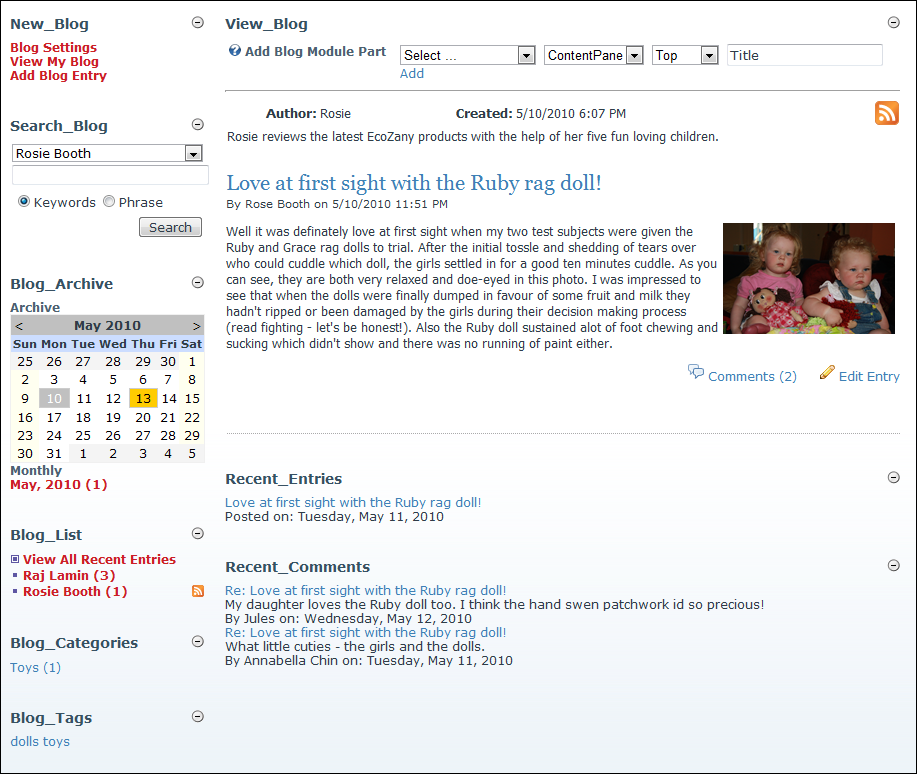 New_Blog
Blog Settings
View My Blog
Add Blog Entry
Search_Blog
Rosie Booth
Keywords Phrase
Search
Blog_Archive
Archive
< May 2010 >
Sun Mon Tue Wed Thu Fri Sat
25 26 27 28 29 30 1
2 3 4 5 6 7 8
9 10 11 12 13 14 15
16 17 18 19 20 21 22
23 24 25 26 27 28 29
30 31 1 2 3 4 5
Monthly
May, 2010 (1)
Blog_List
View All Recent Entries
Raj Lamin (3)
Rosie Booth (1)
Blog_Categories
Toys (1)
Blog_Tags
dolls toys
View_Blog
? Add Blog Module Part Select ... ContentPane Top Title
Add
Author: Rosie Created: 5/10/2010 6:07 PM
Rosie reviews the latest EcoZany products with the help of her five fun loving children.
Love at first sight with the Ruby rag doll!
By Rose Booth on 5/10/2010 11:51 PM
Well it was definately love at first sight when my two test subjects were given the
Ruby and Grace rag dolls to trial. After the initial tossle and shedding of tears over
who could cuddle which doll, the girls settled in for a good ten minutes cuddle. As you
can see, they are both very relaxed and doe-eyed in this photo. I was impressed to
see that when the dolls were finally dumped in favour of some fruit and milk they
hadn't ripped or been damaged by the girls during their decision making process
(read fighting - let's be honest!). Also the Ruby doll sustained alot of foot chewing and
sucking which didn't show and there was no running of paint either.
Comments (2) Edit Entry
Recent_Entries
Love at first sight with the Ruby rag doll!
Posted on: Tuesday, May 11, 2010
Recent_Comments
Re: Love at first sight with the Ruby rag doll!
My daughter loves the Ruby doll too. I think the hand swen patchwork id so precious!
By Jules on: Wednesday, May 12, 2010
Re: Love at first sight with the Ruby rag doll!
What little cuties - the girls and the dolls.
By Annabella Chin on: Tuesday, May 11, 2010